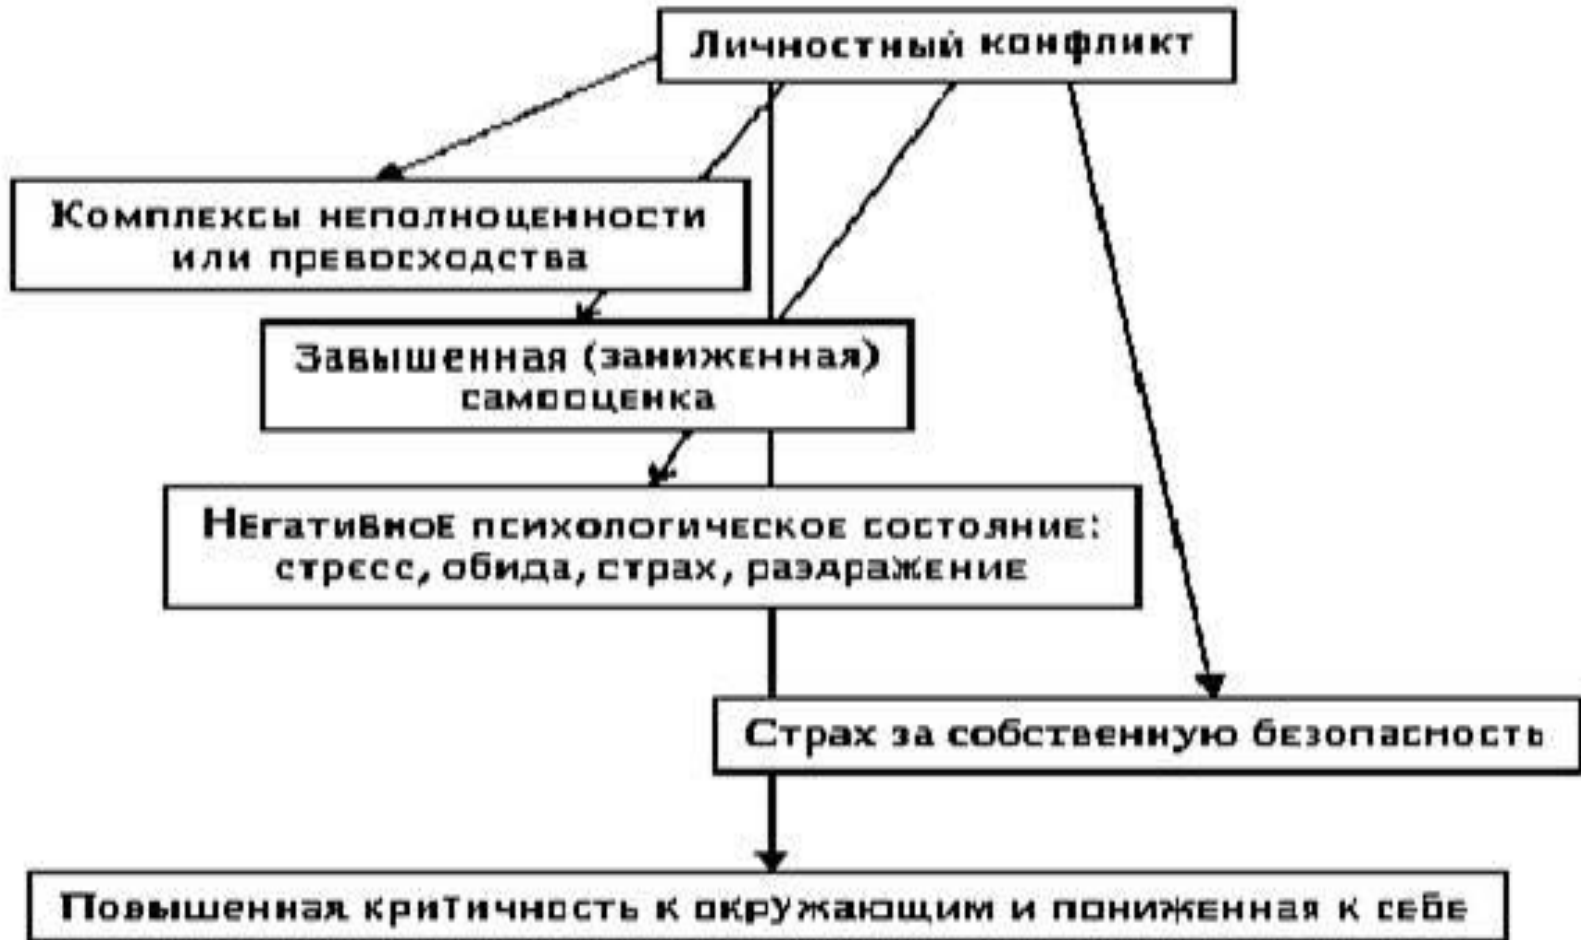 Личностный конфликт
Комплексы неполноценности
или превосходства
Завышенная (заниженная)
самооценка
Негативное психологическое состояние:
стресс, обида, страх, раздражение
Страх за собственную безопасность
Повышенная критичность к окружающим и пониженная к себе